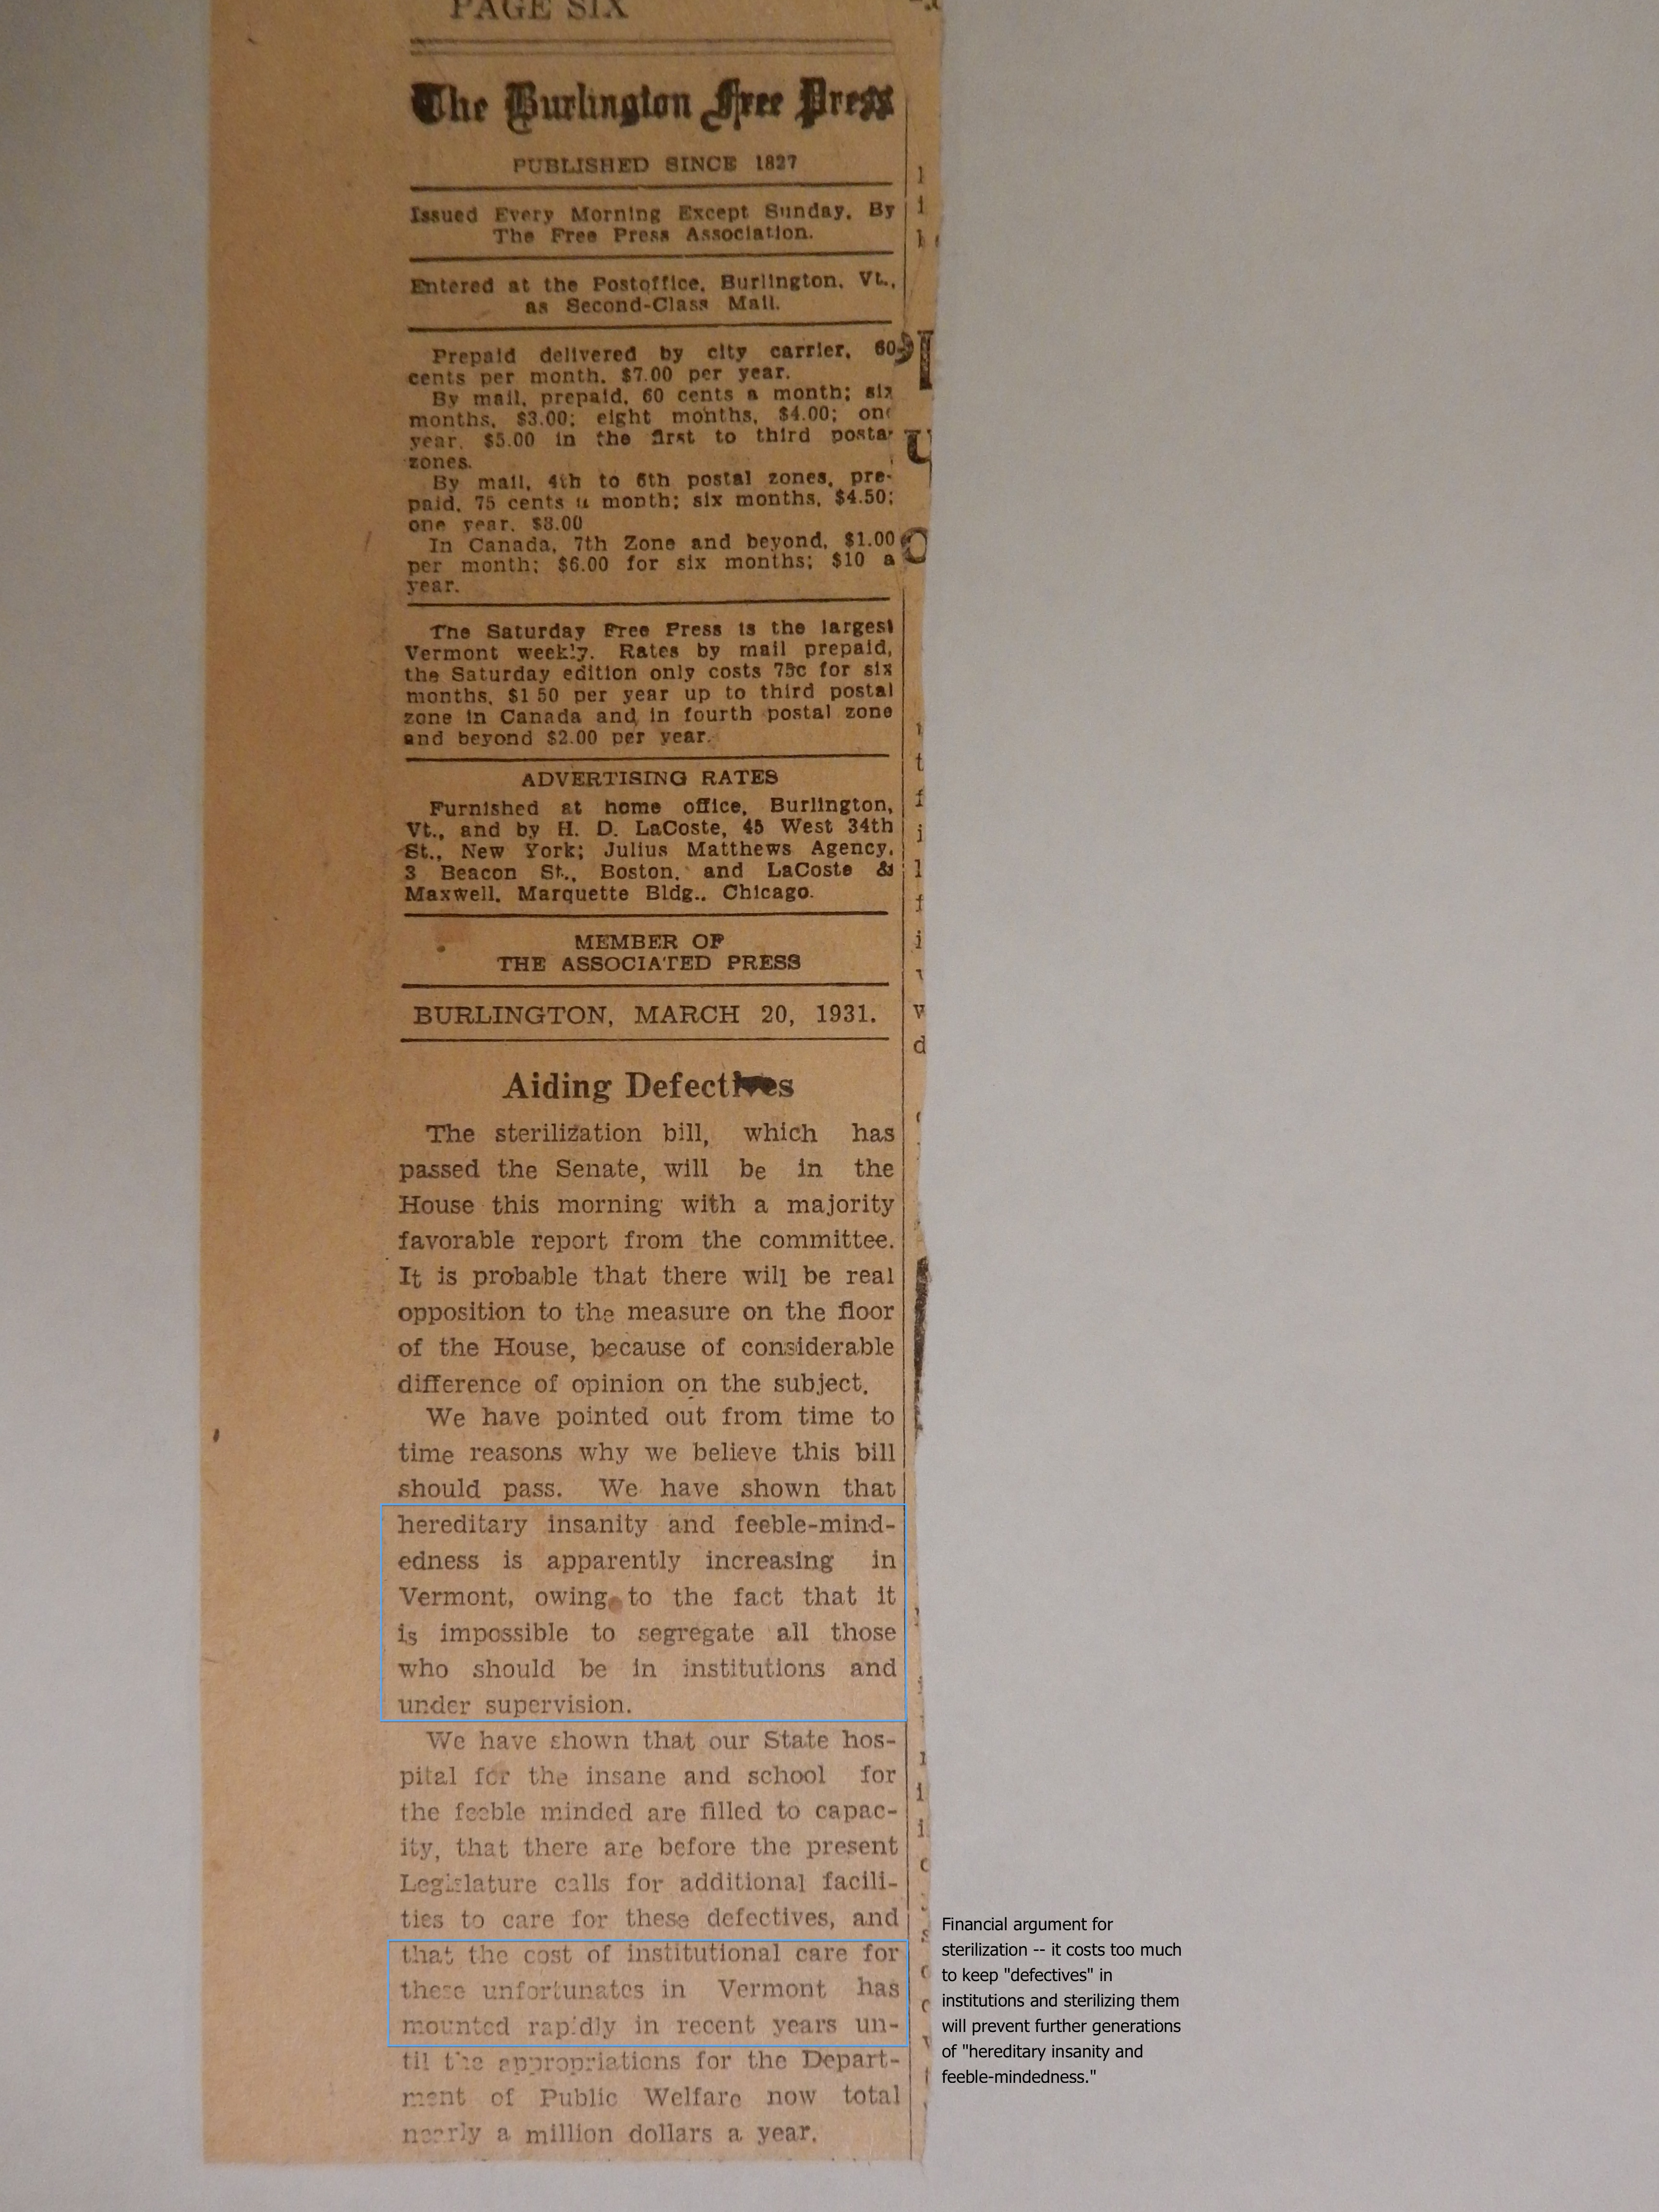 PAGE SIX
The Burlington Free Press
PUBLISHED SINCE 1827
Issued Every Morning Except Sunday, By
The Free Press Association.
Entered at the Postoffice, Burlington, Vt.,
as Second-Class Mail.
Prepaid delivered by city carrier, 60
cents per month, $7.00 per year.
By mail, prepaid, 60 cents a month; six
months, $3.00; eight months, $4.00; one
year, $5.00 in the first to third postal
zones.
By mail, 4th to 6th postal zones, pre-
paid, 75 cents a month; six months, $4.50;
one year, $8.00
In Canada, 7th Zone and beyond, $1.00
per month; $6.00 for six months; $10 a
year.
The Saturday Free Press is the largest
Vermont weekly. Rates by mail prepaid,
the Saturday edition only costs 75c for six
months, $1 50 per year up to third postal
zone in Canada and in fourth postal zone
and beyond $2.00 per year.
ADVERTISING RATES
Furnished at home office, Burlington,
Vt., and by H. D. LaCoste, 45 West 34th
St., New York; Julius Matthews Agency,
3 Beacon St., Boston, and LaCoste &
Maxwell, Marquette Bldg., Chicago.
MEMBER OF
THE ASSOCIATED PRESS
BURLINGTON, MARCH 20, 1931.
Aiding Defectives
The sterilization bill, which has
passed the Senate, will be in the
House this morning with a majority
favorable report from the committee.
It is probable that there will be real
opposition to the measure on the floor
of the House, because of considerable
difference of opinion on the subject.
We have pointed out from time to
time reasons why we believe this bill
should pass. We have shown that
hereditary insanity and feeble-mind-
edness is apparently increasing in
Vermont, owing to the fact that it
is impossible to segregate all those
who should be in institutions and
under supervision.
We have shown that our State hos-
pital for the insane and school for
the feeble minded are filled to capac-
ity, that there are before the present
Legislature calls for additional facili-
ties to care for these defectives, and
that the cost of institutional care for
these unfortunates in Vermont has
mounted rapidly in recent years un-
til the appropriations for the Depart-
ment of Public Welfare now total
nearly a million dollars a year.
Financial argument for
sterilization -- it costs too much
to keep "defectives" in
institutions and sterilizing them
will prevent further generations
of "hereditary insanity and
feeble-mindedness."